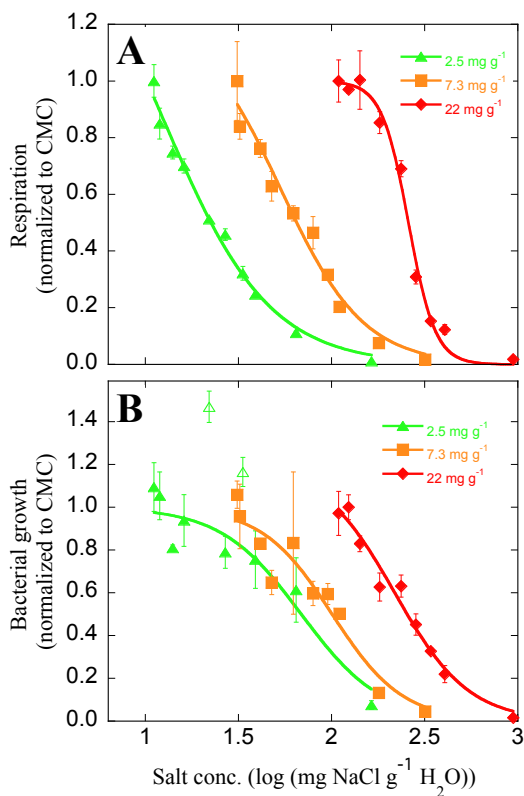 A
1.2
1.0
0.8
0.6
0.4
0.2
0.0
Respiration
(normalized to CMC)
2.5 mg g⁻¹
7.3 mg g⁻¹
22 mg g⁻¹
B
1.4
1.2
1.0
0.8
0.6
0.4
0.2
0.0
Bacterial growth
(normalized to CMC)
2.5 mg g⁻¹
7.3 mg g⁻¹
22 mg g⁻¹
1 1.5 2 2.5 3
Salt conc. (log (mg NaCl g⁻¹ H₂O))